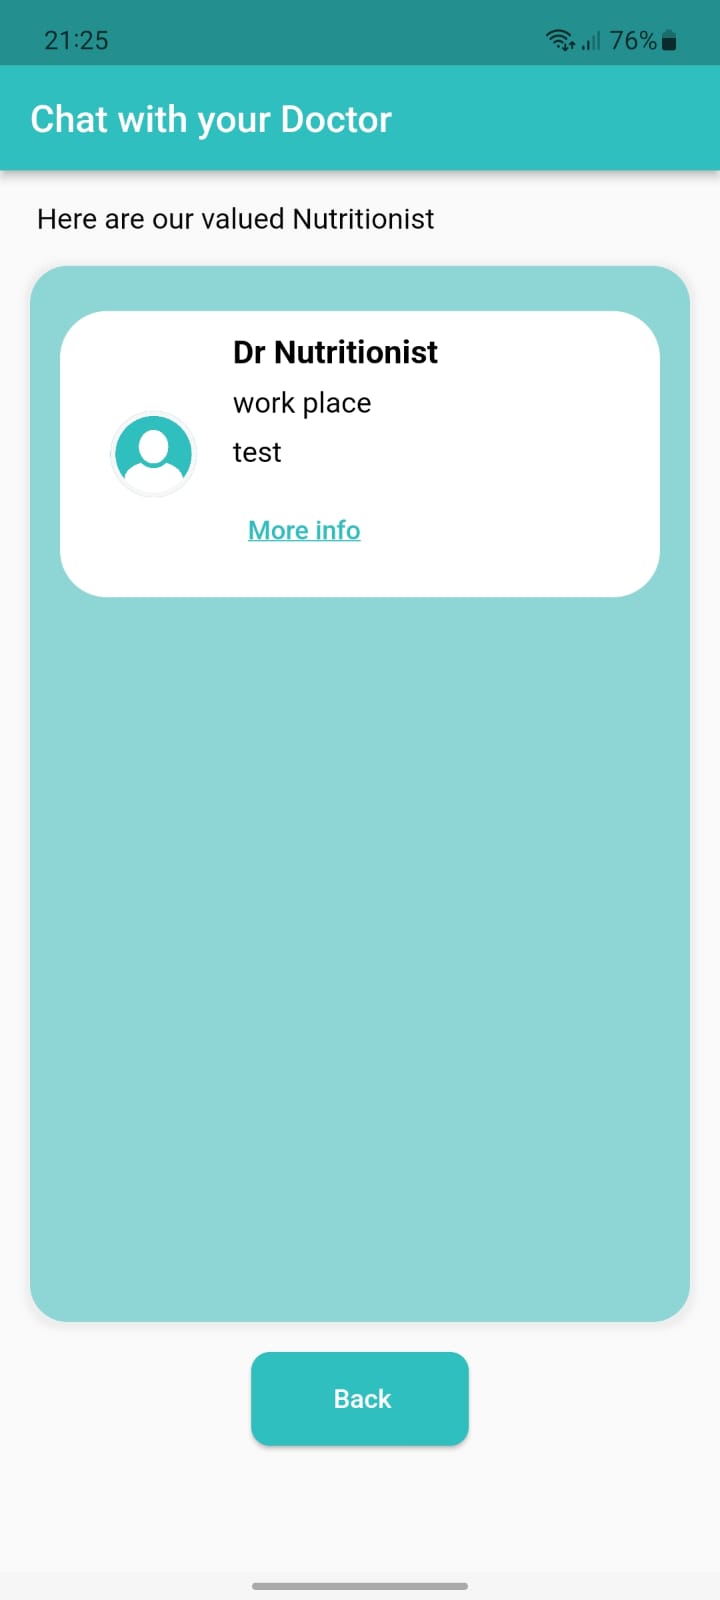 21:25 76%
Chat with your Doctor
Here are our valued Nutritionist
Dr Nutritionist
work place
test
More info
Back